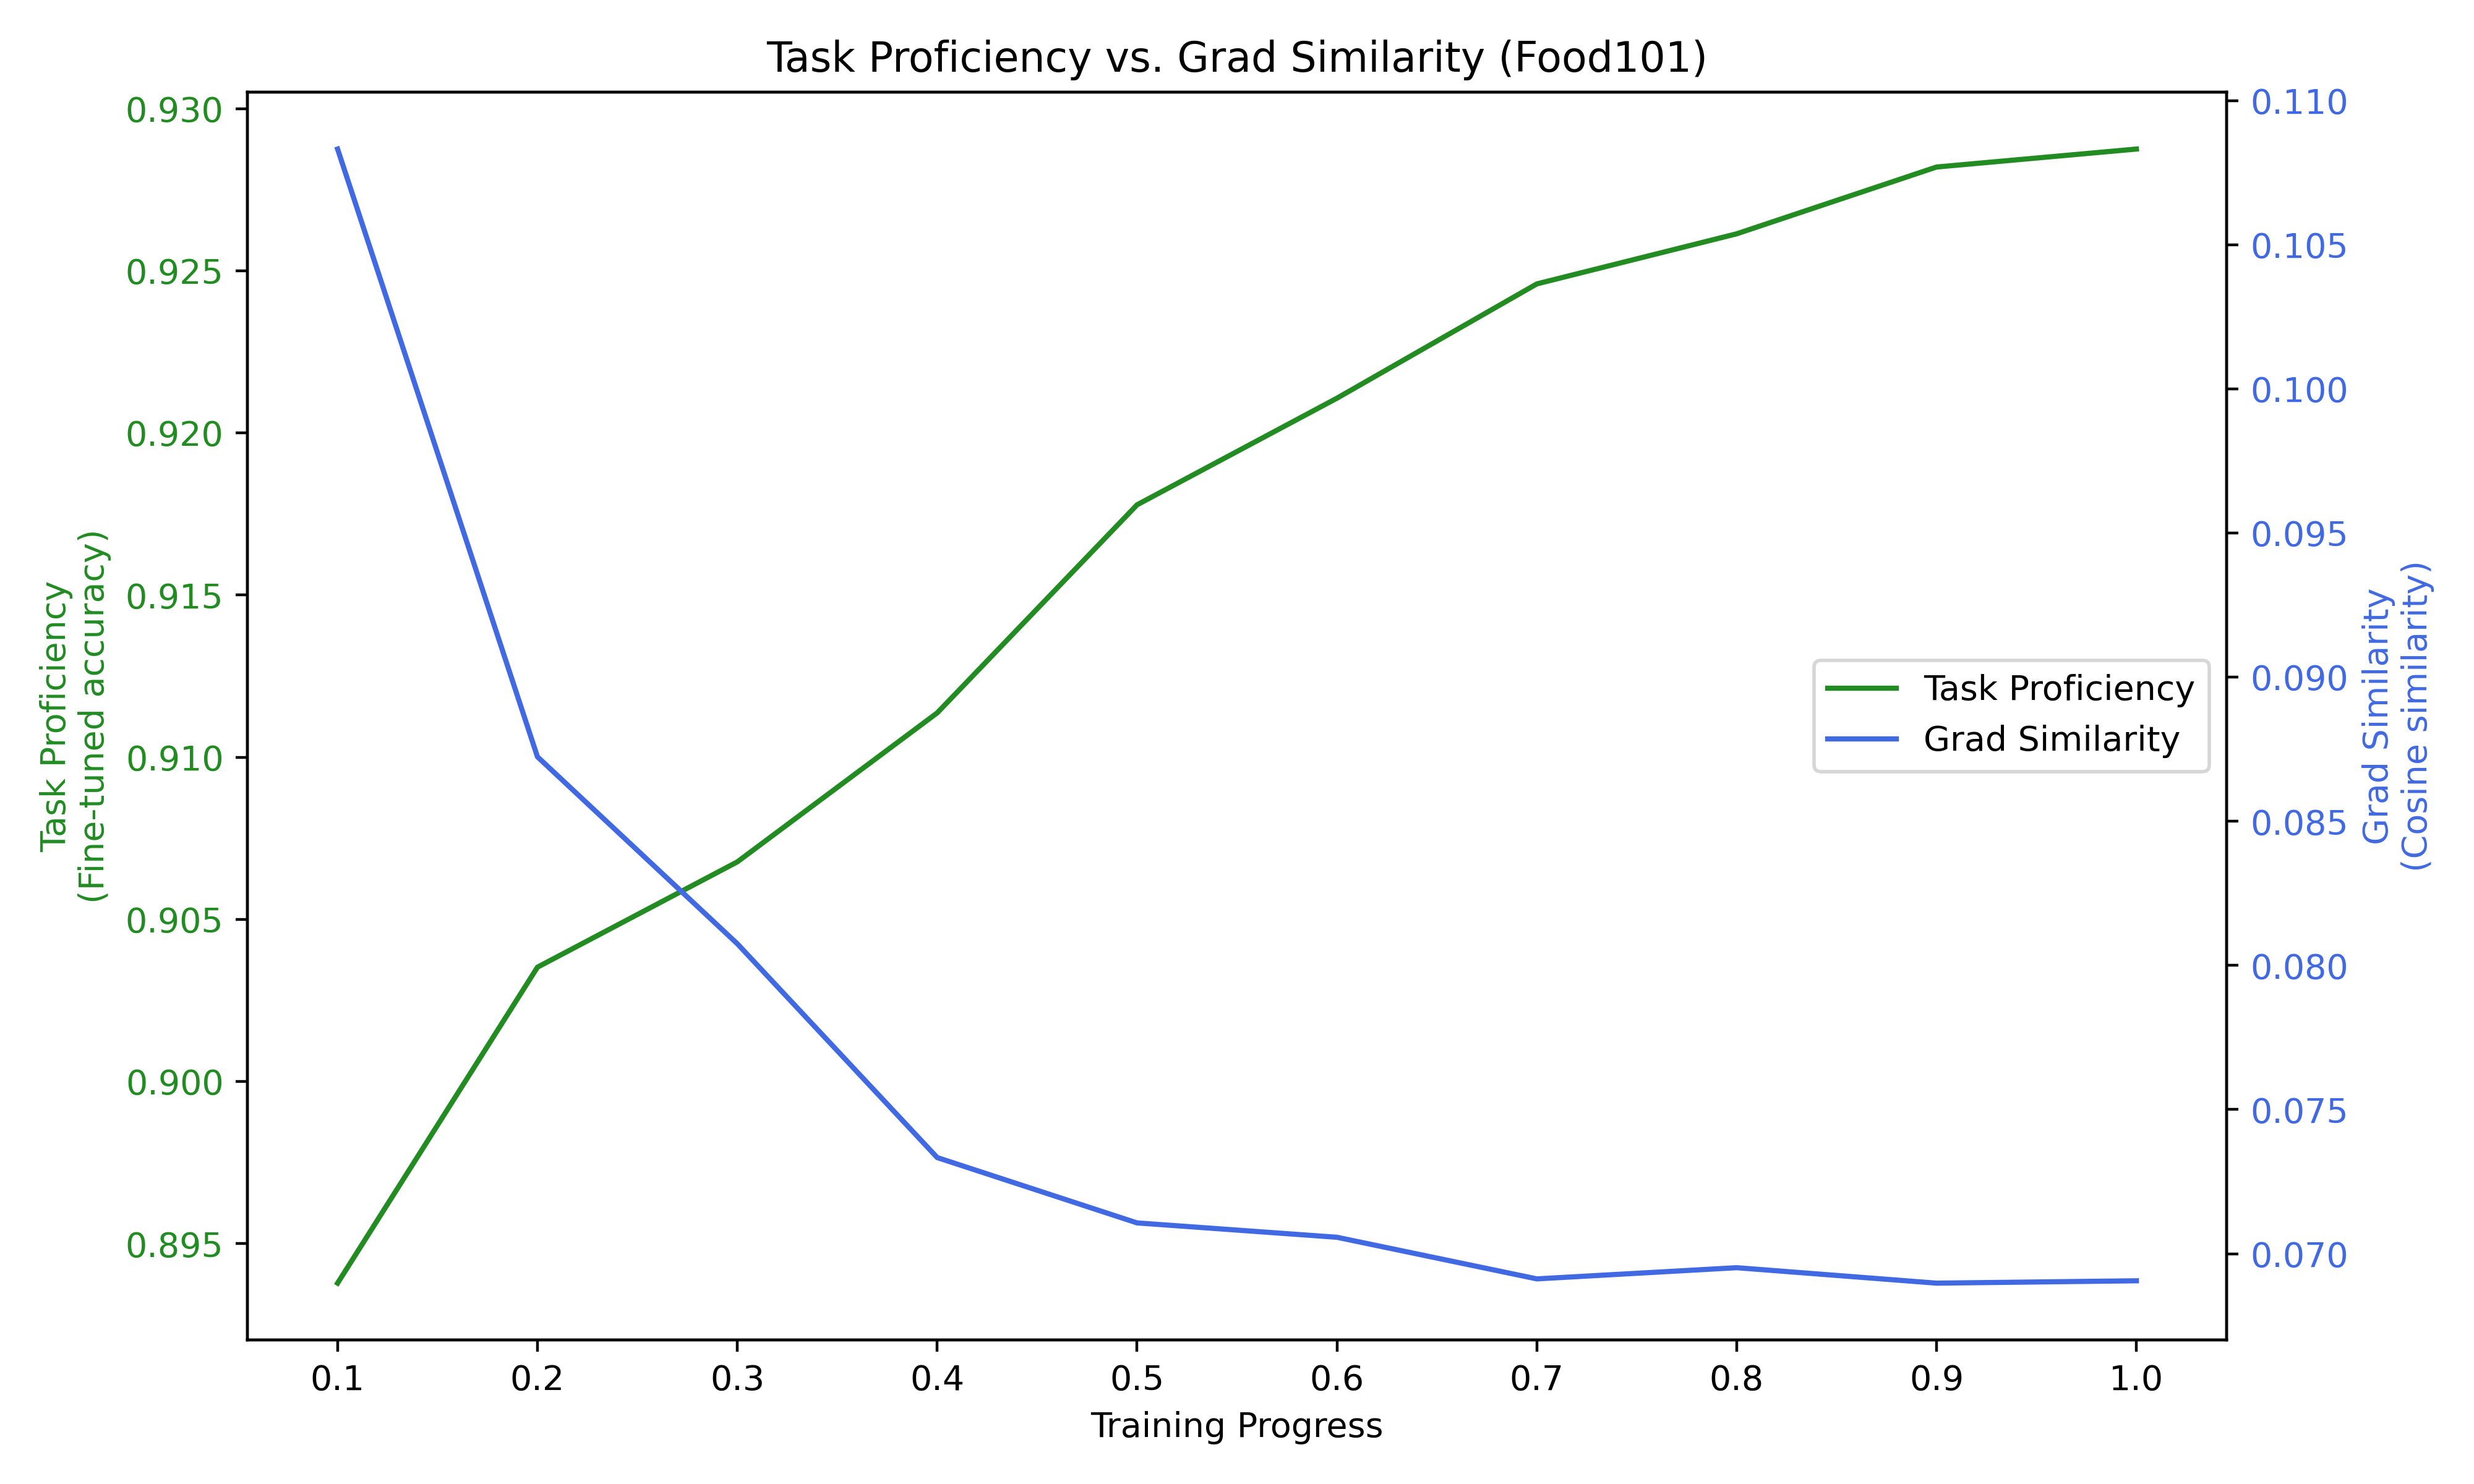 Task Proficiency vs. Grad Similarity (Food101)
0.930
0.925
0.920
0.915
0.910
0.905
0.900
0.895
Task Proficiency
(Fine-tuned accuracy)
0.110
0.105
0.100
0.095
0.090
0.085
0.080
0.075
0.070
Grad Similarity
(Cosine similarity)
Task Proficiency
Grad Similarity
0.1 0.2 0.3 0.4 0.5 0.6 0.7 0.8 0.9 1.0
Training Progress